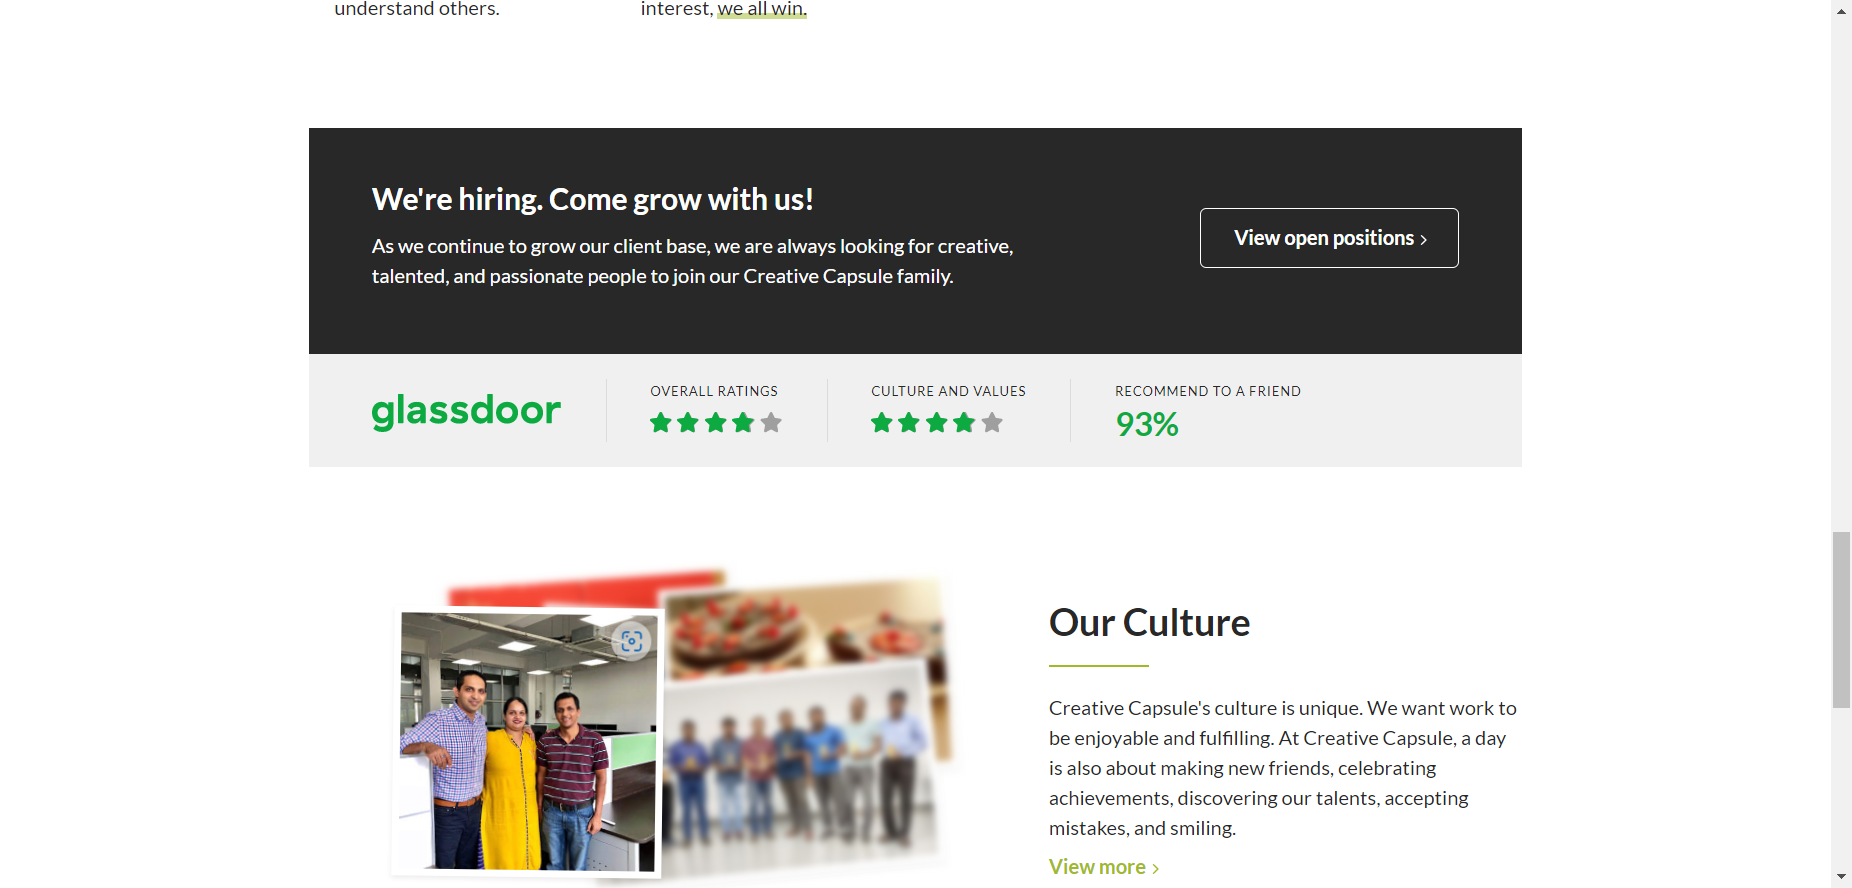 understand others.
interest, we all win.
We're hiring. Come grow with us!
As we continue to grow our client base, we are always looking for creative,
talented, and passionate people to join our Creative Capsule family.
View open positions ›
glassdoor
OVERALL RATINGS
CULTURE AND VALUES
RECOMMEND TO A FRIEND
93%
Our Culture
Creative Capsule's culture is unique. We want work to
be enjoyable and fulfilling. At Creative Capsule, a day
is also about making new friends, celebrating
achievements, discovering our talents, accepting
mistakes, and smiling.
View more ›